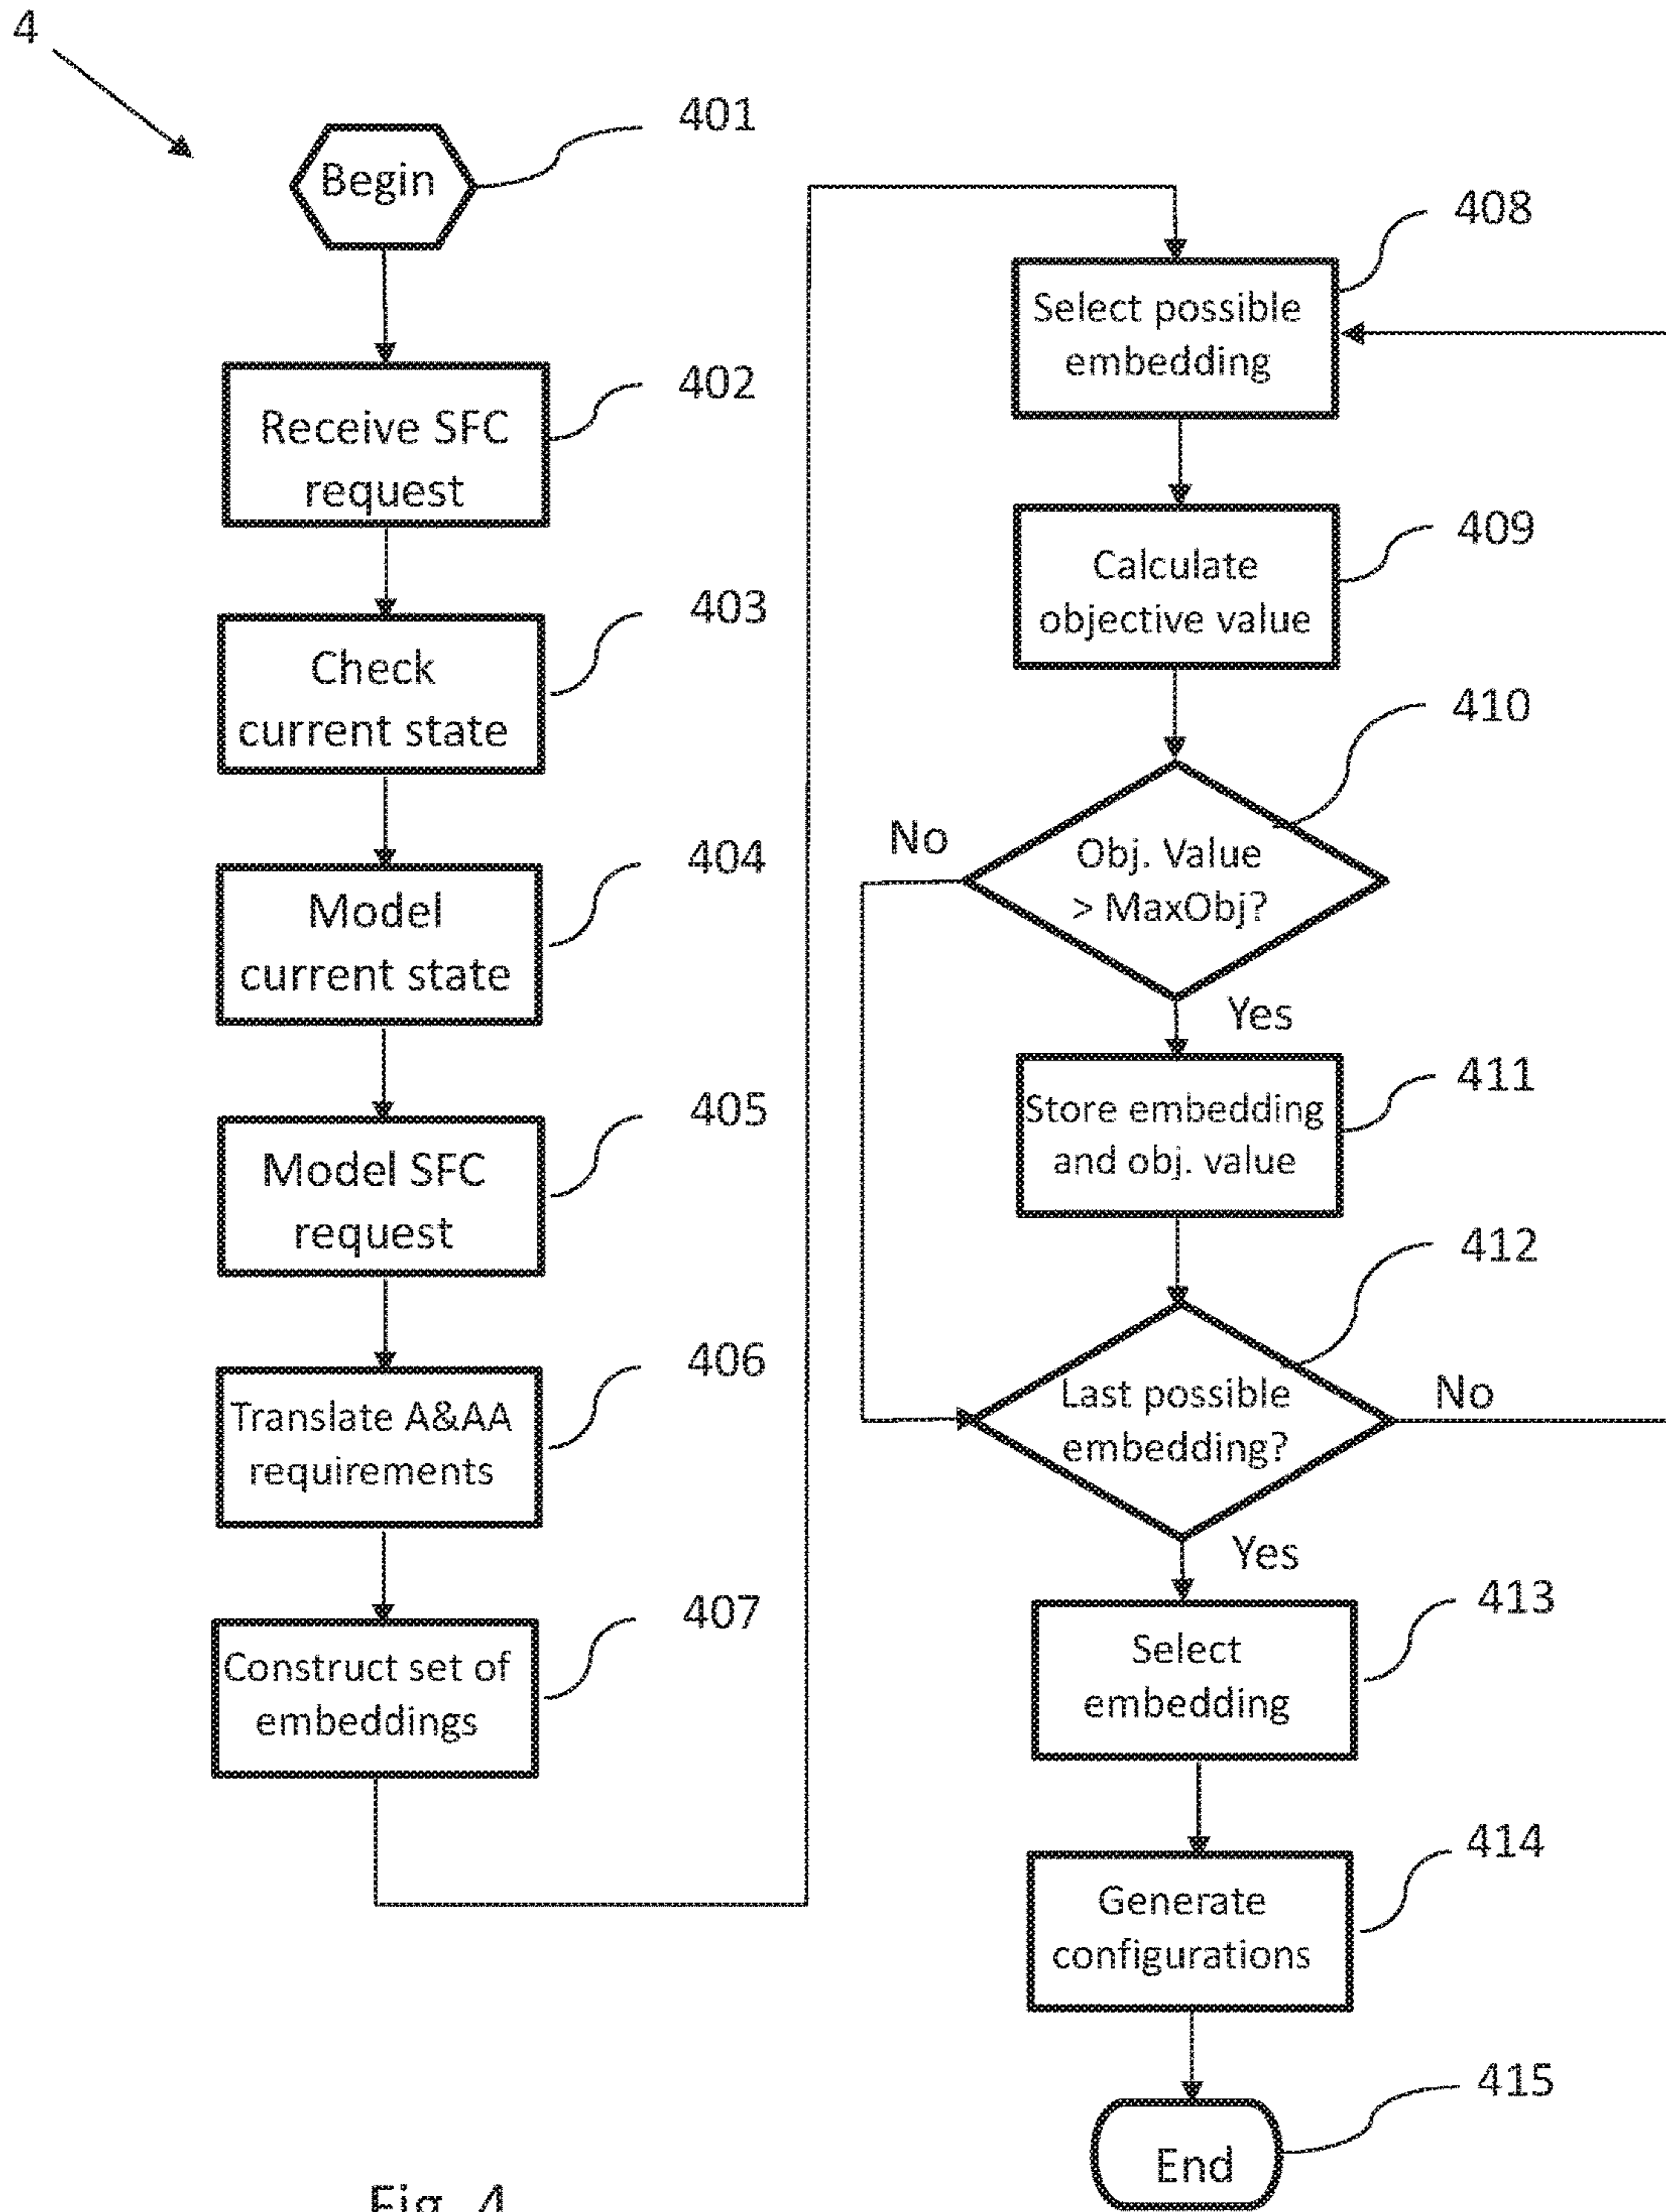 4
401
Begin
402
Receive SFC
request
403
Check
current state
404
Model
current state
405
Model SFC
request
406
Translate A&AA
requirements
407
Construct set of
embeddings
408
Select possible
embedding
409
Calculate
objective value
410
No
Obj. Value
> MaxObj?
Yes
411
Store embedding
and obj. value
412
Last possible
embedding?
No
Yes
413
Select
embedding
414
Generate
configurations
415
End
Fig. 4